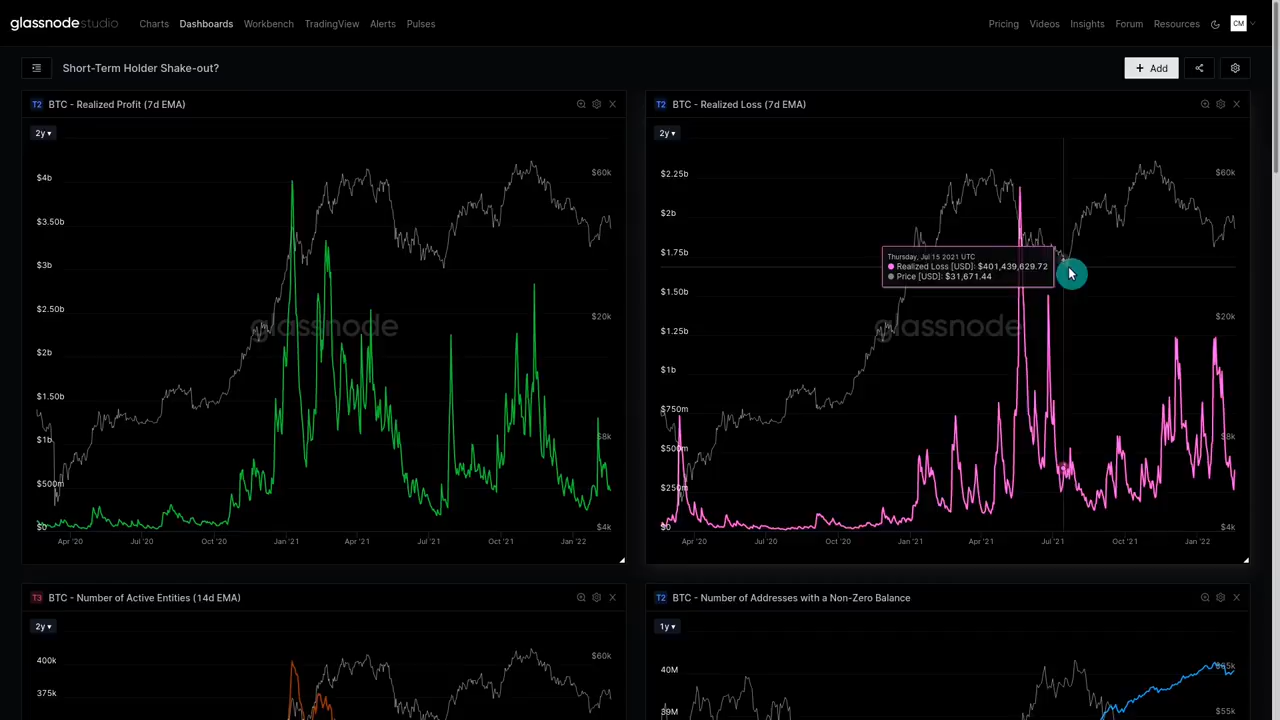 glassnodestudio Charts Dashboards Workbench TradingView Alerts Pulses Pricing Videos Insights Forum Resources CM
Short-Term Holder Shake-out? + Add
T2 BTC - Realized Profit (7d EMA)
2y
$4b
$3.50b
$3b
$2.50b
$2b
$1.50b
$1b
$500m
$0
$60k
$20k
$8k
$4k
glassnode
Apr '20 Jul '20 Oct '20 Jan '21 Apr '21 Jul '21 Oct '21 Jan '22
T2 BTC - Realized Loss (7d EMA)
2y
$2.25b
$2b
$1.75b
$1.50b
$1.25b
$1b
$750m
$500m
$250m
$0
$60k
$20k
$8k
$4k
Thursday, Jul 15 2021 UTC
Realized Loss [USD]: $401,439,629.72
Price [USD]: $31,671.44
glassnode
Apr '20 Jul '20 Oct '20 Jan '21 Apr '21 Jul '21 Oct '21 Jan '22
T3 BTC - Number of Active Entities (14d EMA)
2y
400k
375k
$60k
T2 BTC - Number of Addresses with a Non-Zero Balance
1y
40M
39M
$65k
$55k